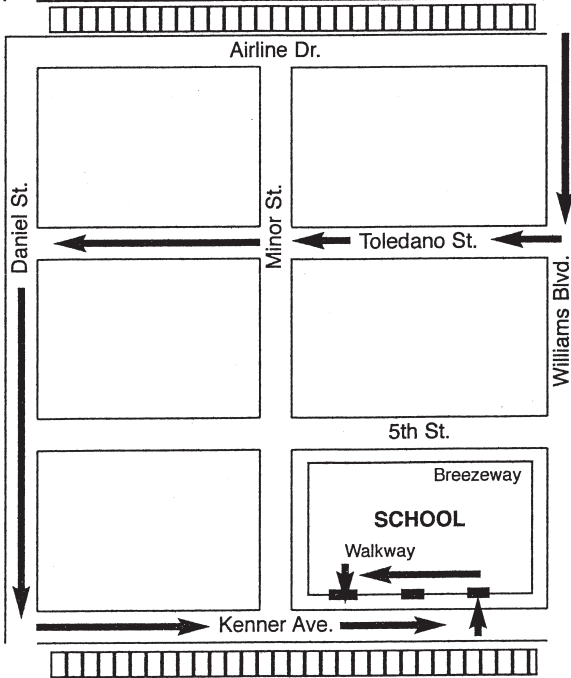 Airline Dr.
Daniel St.
Minor St.
Toledano St.
Williams Blvd.
5th St.
Breezeway
SCHOOL
Walkway
Kenner Ave.